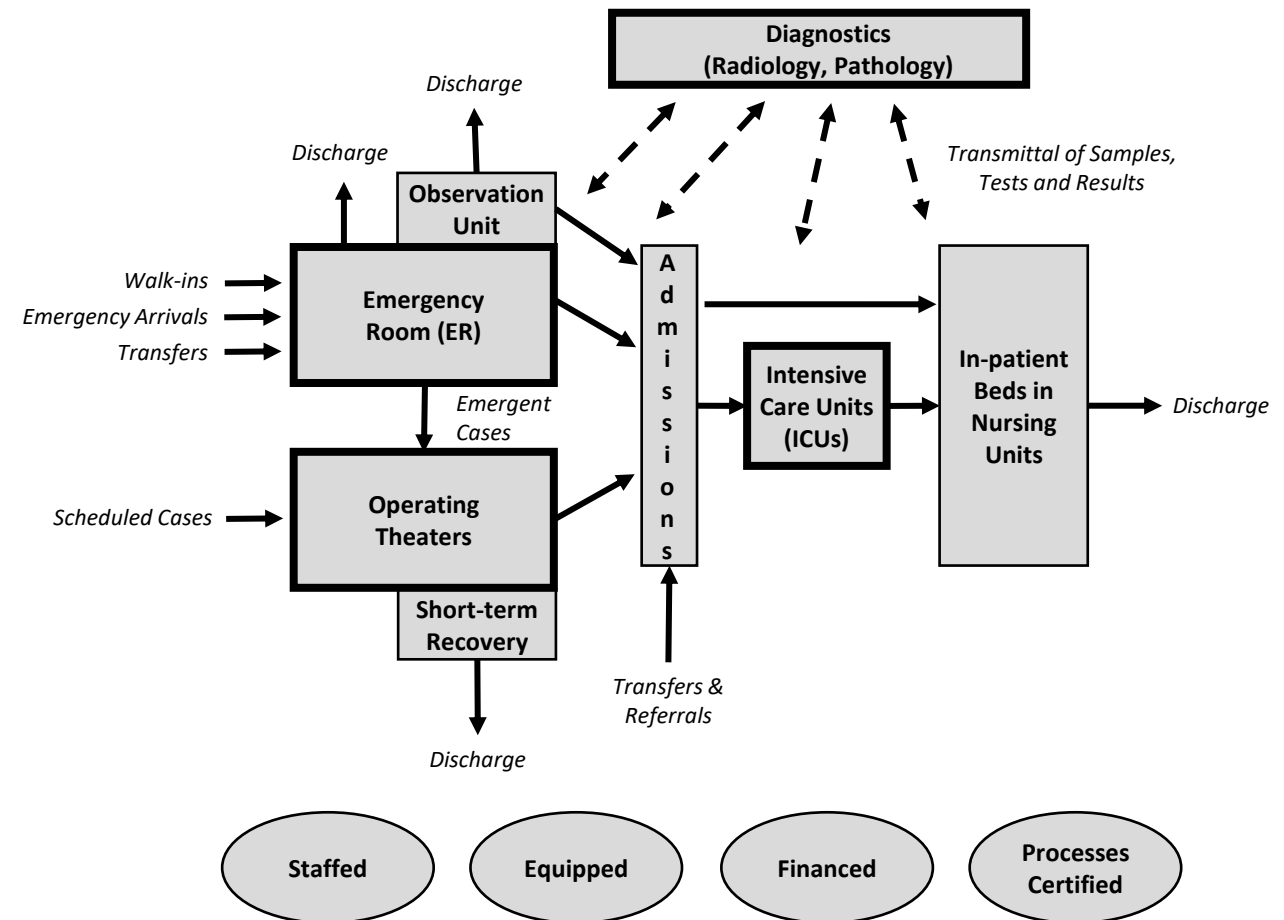 Diagnostics
(Radiology, Pathology)
Discharge
Discharge
Transmittal of Samples,
Tests and Results
Observation
Unit
Walk-ins
Emergency Arrivals
Transfers
Emergency
Room (ER)
Admissions
Intensive
Care Units
(ICUs)
In-patient
Beds in
Nursing
Units
Discharge
Emergent
Cases
Scheduled Cases
Operating
Theaters
Short-term
Recovery
Transfers &
Referrals
Discharge
Staffed
Equipped
Financed
Processes
Certified